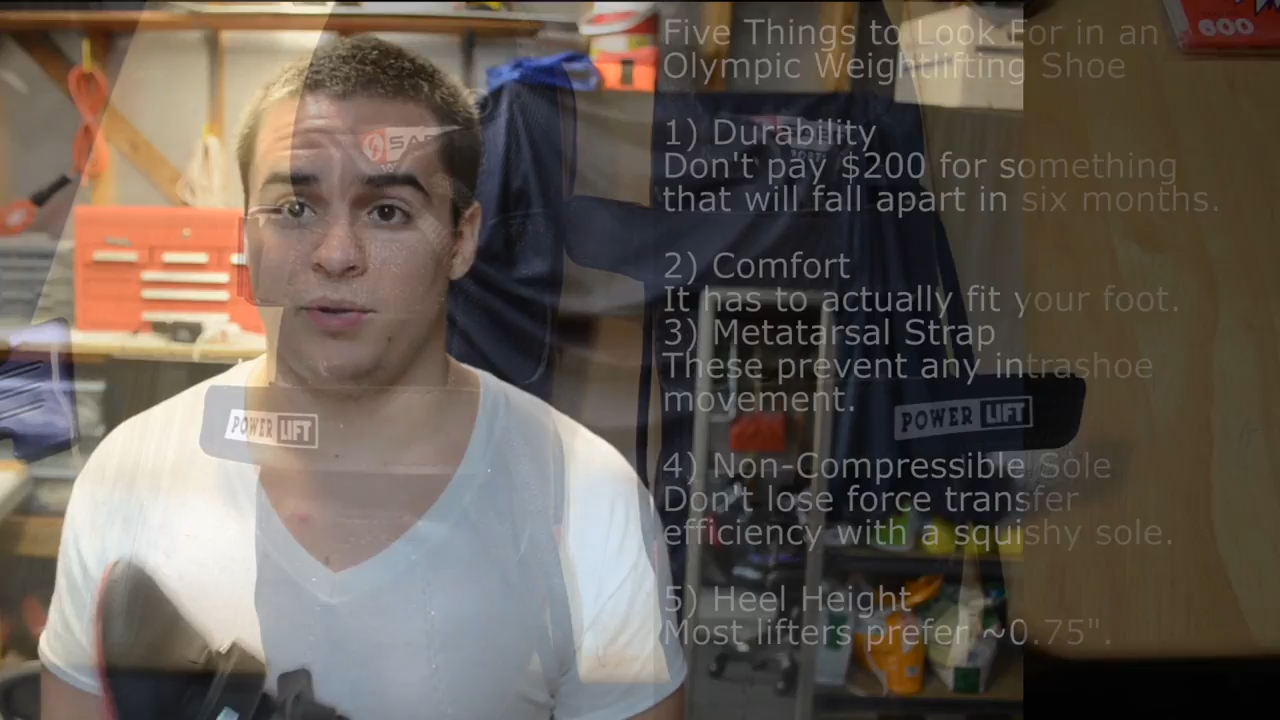 600
Five Things to Look For in an
Olympic Weightlifting Shoe
1) Durability
Don't pay $200 for something
that will fall apart in six months.
2) Comfort
It has to actually fit your foot.
3) Metatarsal Strap
These prevent any intrashoe
movement.
POWER LIFT
POWER LIFT
4) Non-Compressible Sole
Don't lose force transfer
efficiency with a squishy sole.
5) Heel Height
Most lifters prefer ~0.75".